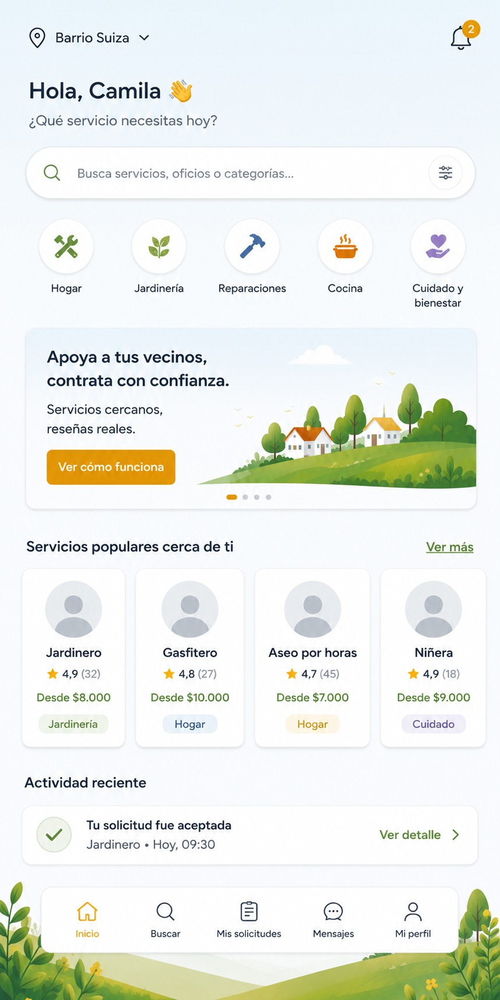 Barrio Suiza
2
Hola, Camila 👋
¿Qué servicio necesitas hoy?
Busca servicios, oficios o categorías...
Hogar
Jardinería
Reparaciones
Cocina
Cuidado y
bienestar
Apoya a tus vecinos,
contrata con confianza.
Servicios cercanos,
reseñas reales.
Ver cómo funciona
Servicios populares cerca de ti
Ver más
Jardinero
4,9 (32)
Desde $8.000
Jardinería
Gasfitero
4,8 (27)
Desde $10.000
Hogar
Aseo por horas
4,7 (45)
Desde $7.000
Hogar
Niñera
4,9 (18)
Desde $9.000
Cuidado
Actividad reciente
Tu solicitud fue aceptada
Jardinero • Hoy, 09:30
Ver detalle
Inicio
Buscar
Mis solicitudes
Mensajes
Mi perfil